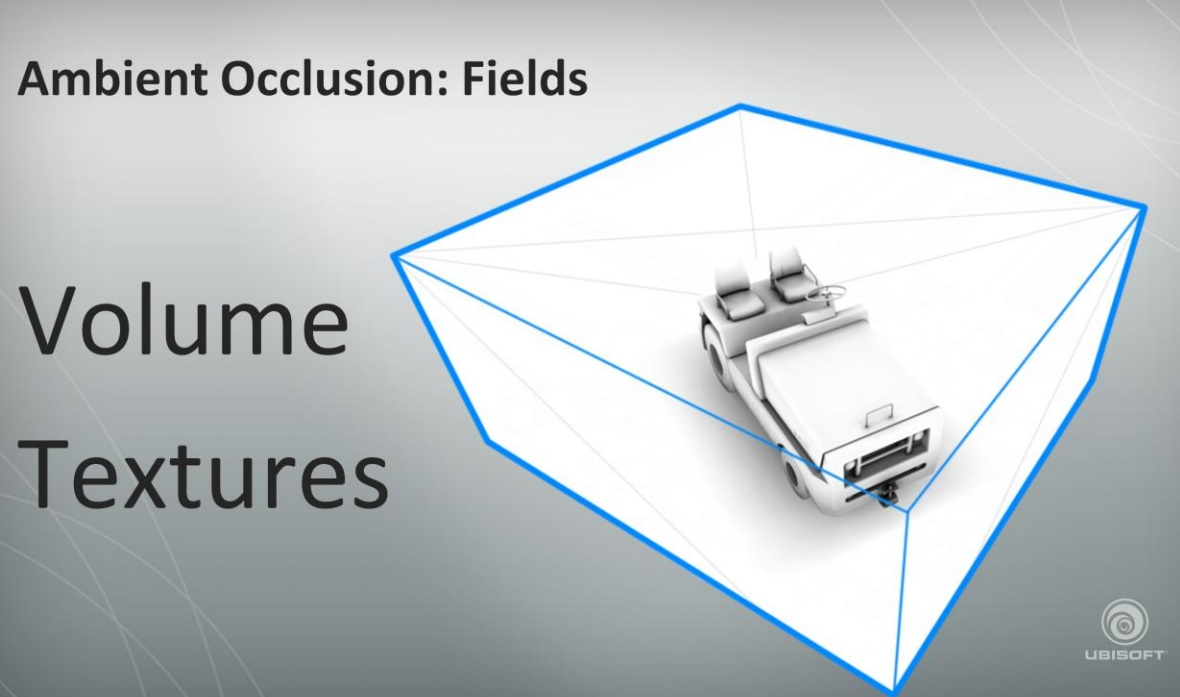 Ambient Occlusion: Fields
Volume
Textures
UBISOFT